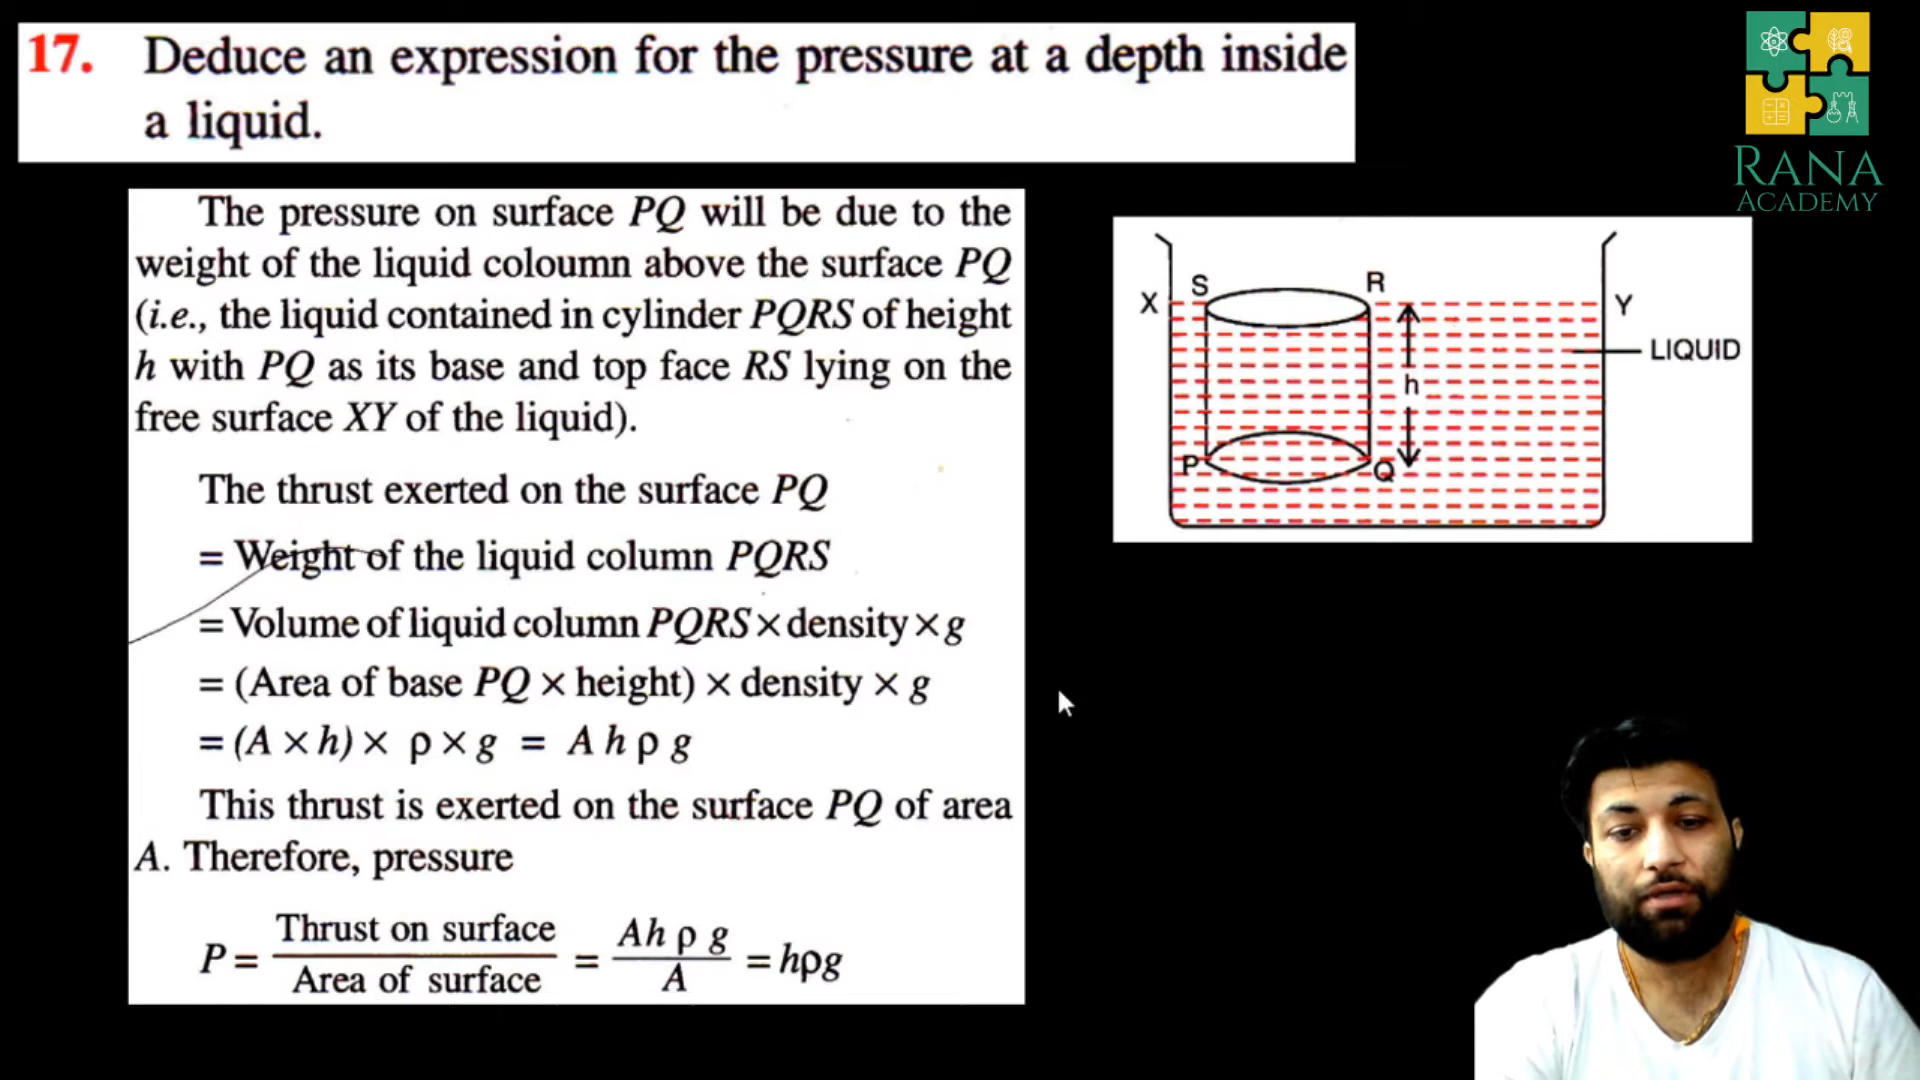 17. Deduce an expression for the pressure at a depth inside
a liquid.
RANA
ACADEMY
The pressure on surface PQ will be due to the
weight of the liquid coloumn above the surface PQ
(i.e., the liquid contained in cylinder PQRS of height
h with PQ as its base and top face RS lying on the
free surface XY of the liquid).
The thrust exerted on the surface PQ
= Weight of the liquid column PQRS
= Volume of liquid column PQRS × density × g
= (Area of base PQ × height) × density × g
= (A × h) × ρ × g = A h ρ g
This thrust is exerted on the surface PQ of area
A. Therefore, pressure
P = Thrust on surface / Area of surface = Ah ρ g / A = hρg
S R
X Y
LIQUID
h
P Q